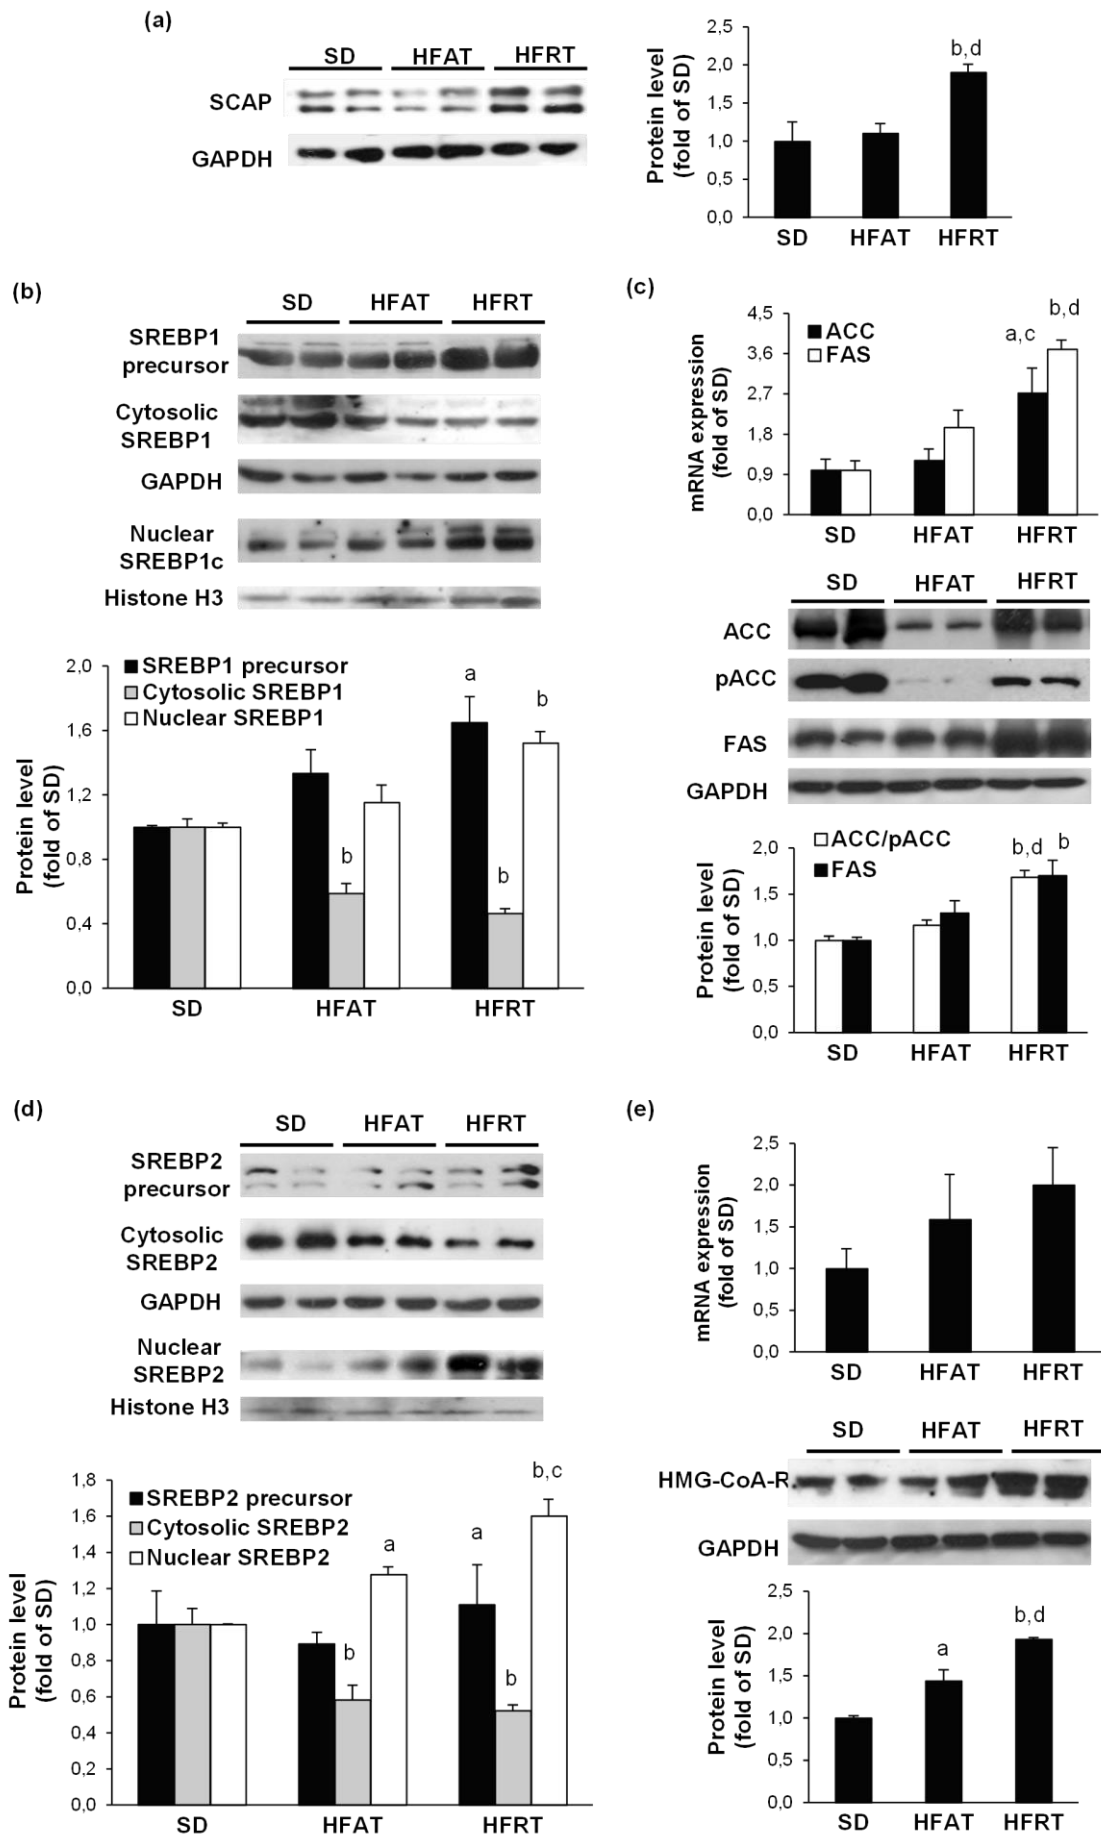 (a)
SD HFAT HFRT
SCAP
GAPDH
Protein level
(fold of SD)
2,5
2,0
1,5
1,0
0,5
0,0
b,d
SD HFAT HFRT
(b)
SD HFAT HFRT
SREBP1
precursor
Cytosolic
SREBP1
GAPDH
Nuclear
SREBP1c
Histone H3
Protein level
(fold of SD)
2,0
1,6
1,2
0,8
0,4
0,0
SREBP1 precursor
Cytosolic SREBP1
Nuclear SREBP1
b
a
b
b
SD HFAT HFRT
(c)
mRNA expression
(fold of SD)
4,5
3,6
2,7
1,8
0,9
0,0
ACC
FAS
a,c
b,d
SD HFAT HFRT
SD HFAT HFRT
ACC
pACC
FAS
GAPDH
Protein level
(fold of SD)
2,0
1,5
1,0
0,5
0,0
ACC/pACC
FAS
b,d b
SD HFAT HFRT
(d)
SD HFAT HFRT
SREBP2
precursor
Cytosolic
SREBP2
GAPDH
Nuclear
SREBP2
Histone H3
Protein level
(fold of SD)
1,8
1,6
1,4
1,2
1,0
0,8
0,6
0,4
0,2
0,0
SREBP2 precursor
Cytosolic SREBP2
Nuclear SREBP2
b
a
a
b
b,c
SD HFAT HFRT
(e)
mRNA expression
(fold of SD)
2,5
2,0
1,5
1,0
0,5
0,0
SD HFAT HFRT
SD HFAT HFRT
HMG-CoA-R
GAPDH
Protein level
(fold of SD)
2,5
2,0
1,5
1,0
0,5
0,0
a
b,d
SD HFAT HFRT